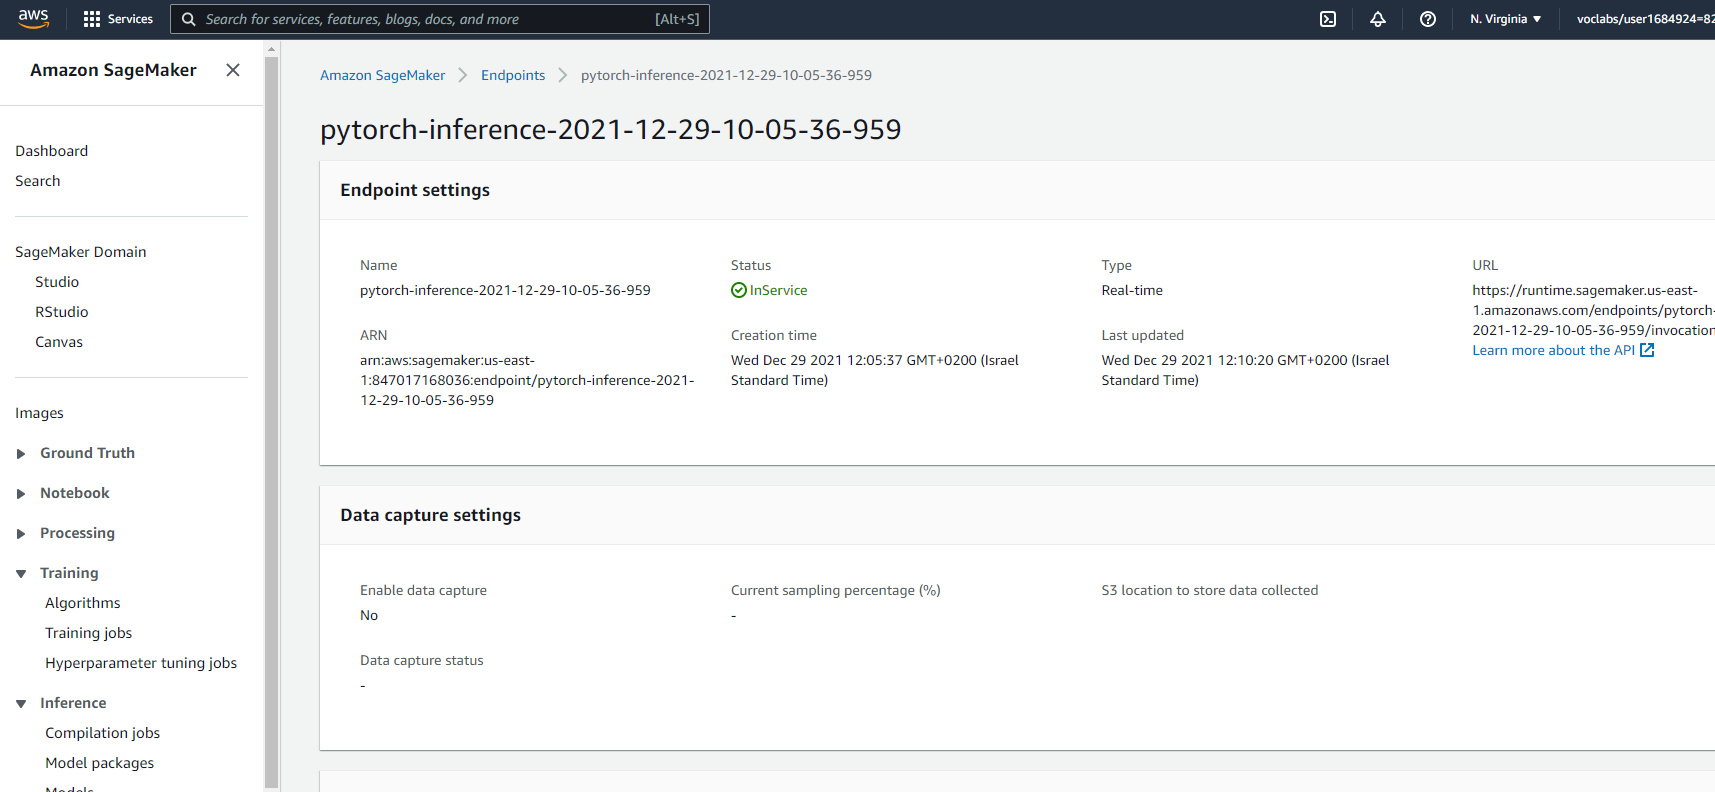 aws
Services
Search for services, features, blogs, docs, and more
[Alt+S]
N. Virginia
voclabs/user1684924=82
Amazon SageMaker
Dashboard
Search
SageMaker Domain
Studio
RStudio
Canvas
Images
Ground Truth
Notebook
Processing
Training
Algorithms
Training jobs
Hyperparameter tuning jobs
Inference
Compilation jobs
Model packages
Models
Amazon SageMaker
Endpoints
pytorch-inference-2021-12-29-10-05-36-959
pytorch-inference-2021-12-29-10-05-36-959
Endpoint settings
Name
pytorch-inference-2021-12-29-10-05-36-959
Status
InService
Type
Real-time
URL
https://runtime.sagemaker.us-east-
1.amazonaws.com/endpoints/pytorch-
2021-12-29-10-05-36-959/invocation
Learn more about the API
ARN
arn:aws:sagemaker:us-east-
1:847017168036:endpoint/pytorch-inference-2021-
12-29-10-05-36-959
Creation time
Wed Dec 29 2021 12:05:37 GMT+0200 (Israel
Standard Time)
Last updated
Wed Dec 29 2021 12:10:20 GMT+0200 (Israel
Standard Time)
Data capture settings
Enable data capture
No
Current sampling percentage (%)
-
S3 location to store data collected
Data capture status
-